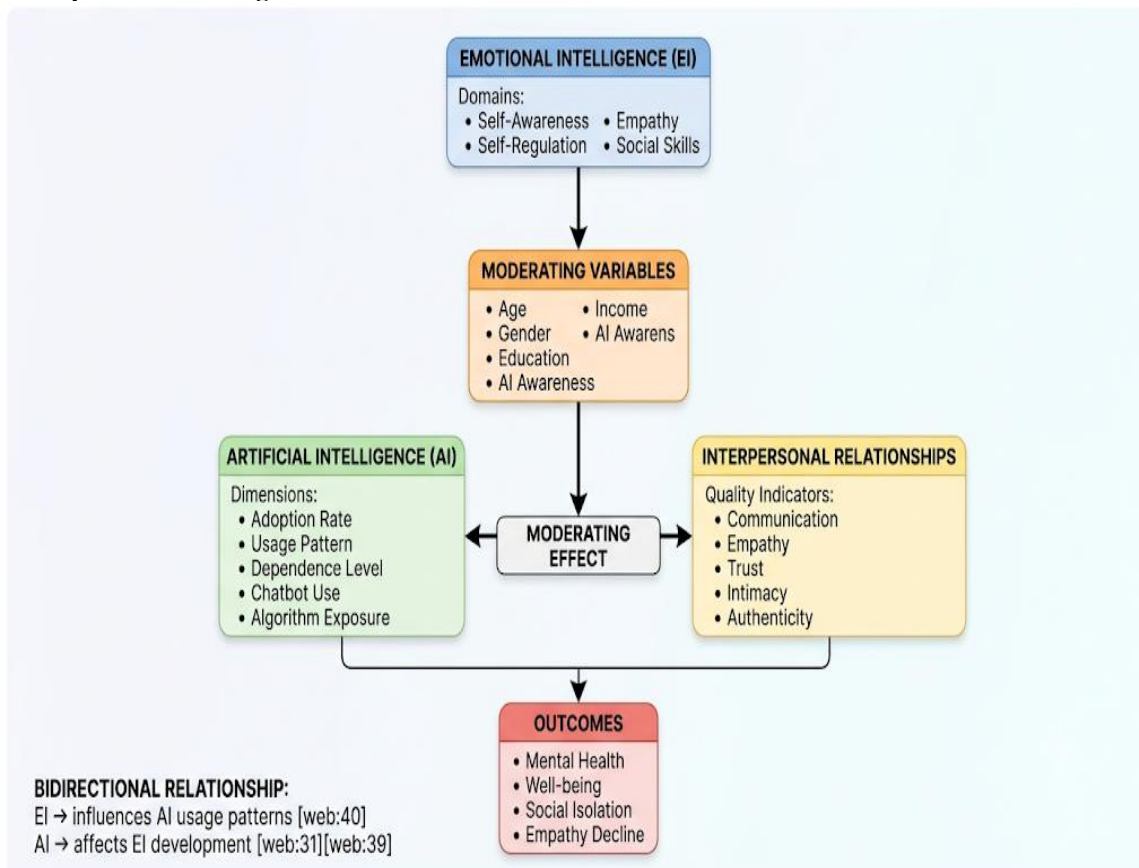 EMOTIONAL INTELLIGENCE (EI)
Domains:
• Self-Awareness • Empathy
• Self-Regulation • Social Skills
MODERATING VARIABLES
• Age • Income
• Gender • AI Awarens
• Education
• AI Awareness
ARTIFICIAL INTELLIGENCE (AI)
Dimensions:
• Adoption Rate
• Usage Pattern
• Dependence Level
• Chatbot Use
• Algorithm Exposure
MODERATING
EFFECT
INTERPERSONAL RELATIONSHIPS
Quality Indicators:
• Communication
• Empathy
• Trust
• Intimacy
• Authenticity
OUTCOMES
• Mental Health
• Well-being
• Social Isolation
• Empathy Decline
BIDIRECTIONAL RELATIONSHIP:
EI → influences AI usage patterns [web:40]
AI → affects EI development [web:31][web:39]